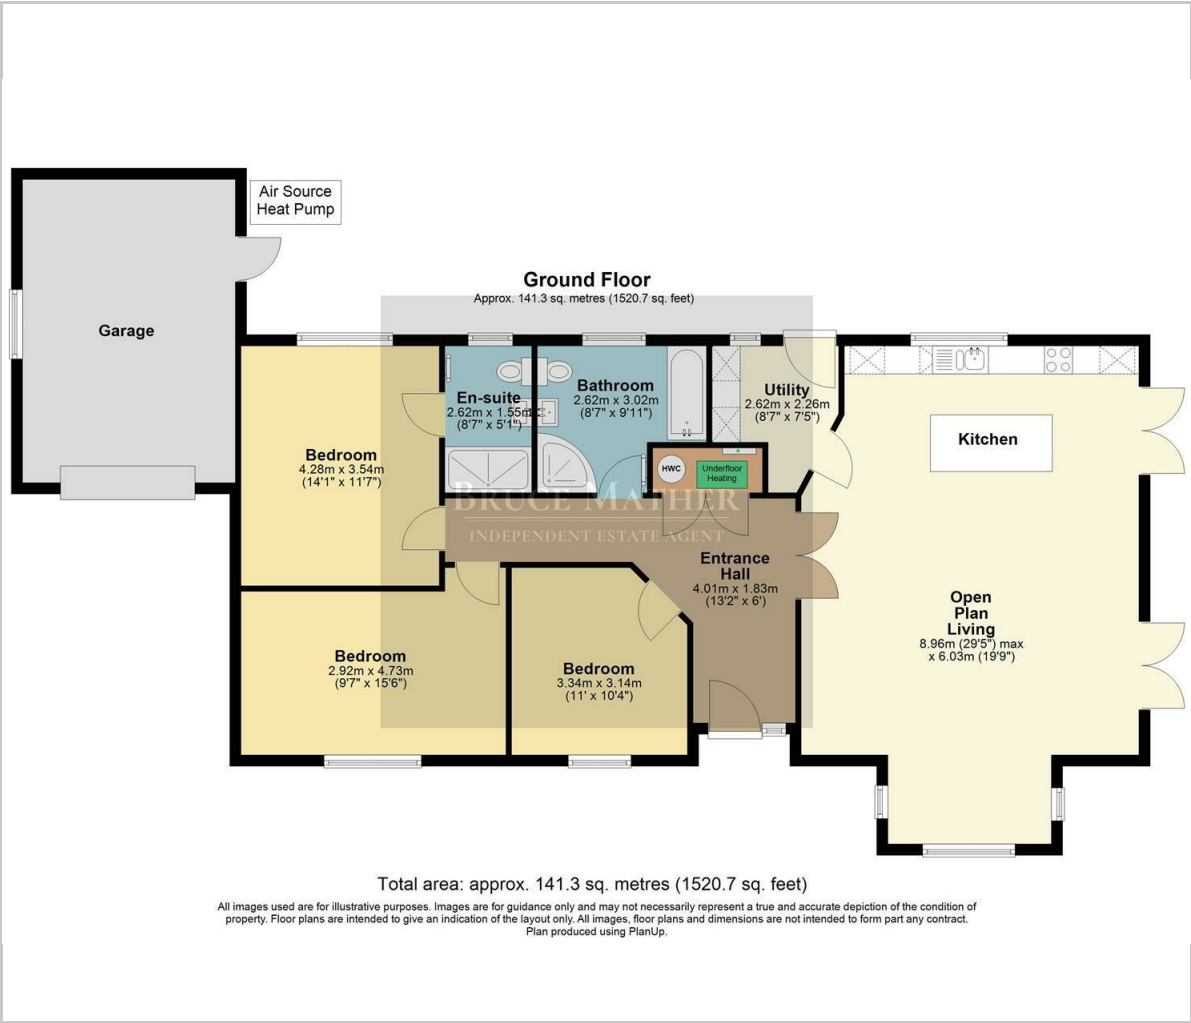 Air Source
Heat Pump
Ground Floor
Approx. 141.3 sq. metres (1520.7 sq. feet)
Garage
Bedroom
4.28m x 3.54m
(14'1" x 11'7")
En-suite
2.62m x 1.55m
(8'7" x 5'1")
Bathroom
2.62m x 3.02m
(8'7" x 9'11")
Utility
2.62m x 2.26m
(8'7" x 7'5")
Kitchen
HWC
Underfloor
Heating
BRUCE MATHER
INDEPENDENT ESTATE AGENT
Entrance
Hall
4.01m x 1.83m
(13'2" x 6')
Open
Plan
Living
8.96m (29'5") max
x 6.03m (19'9")
Bedroom
2.92m x 4.73m
(9'7" x 15'6")
Bedroom
3.34m x 3.14m
(11' x 10'4")
Total area: approx. 141.3 sq. metres (1520.7 sq. feet)
All images used are for illustrative purposes. Images are for guidance only and may not necessarily represent a true and accurate depiction of the condition of
property. Floor plans are intended to give an indication of the layout only. All images, floor plans and dimensions are not intended to form part any contract.
Plan produced using PlanUp.